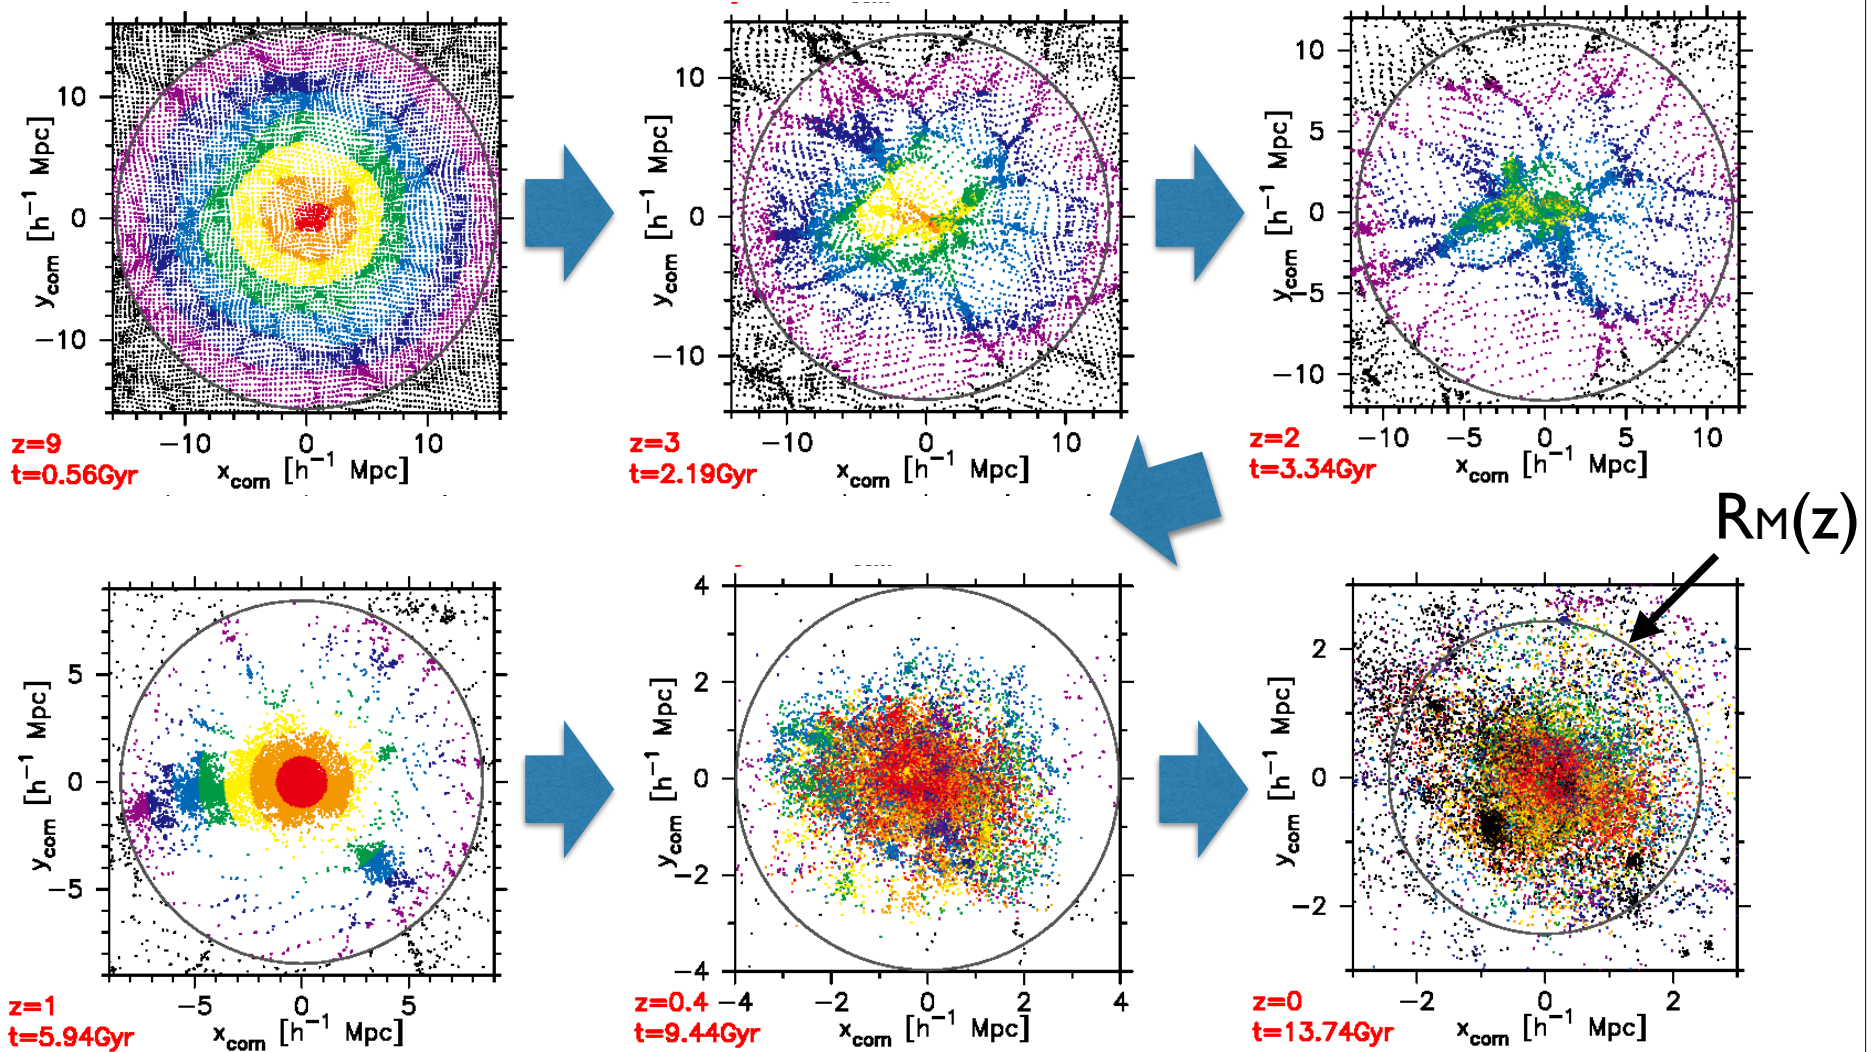 10
0
−10
y_com [h⁻¹ Mpc]
−10 0 10
z=9
t=0.56Gyr
x_com [h⁻¹ Mpc]
10
0
−10
y_com [h⁻¹ Mpc]
−10 0 10
z=3
t=2.19Gyr
x_com [h⁻¹ Mpc]
10
5
0
−5
−10
y_com [h⁻¹ Mpc]
−10 −5 0 5 10
z=2
t=3.34Gyr
x_com [h⁻¹ Mpc]
RM(z)
5
0
−5
y_com [h⁻¹ Mpc]
−5 0 5
z=1
t=5.94Gyr
x_com [h⁻¹ Mpc]
4
2
0
−2
−4
y_com [h⁻¹ Mpc]
−4 −2 0 2 4
z=0.4
t=9.44Gyr
x_com [h⁻¹ Mpc]
2
0
−2
y_com [h⁻¹ Mpc]
−2 0 2
z=0
t=13.74Gyr
x_com [h⁻¹ Mpc]